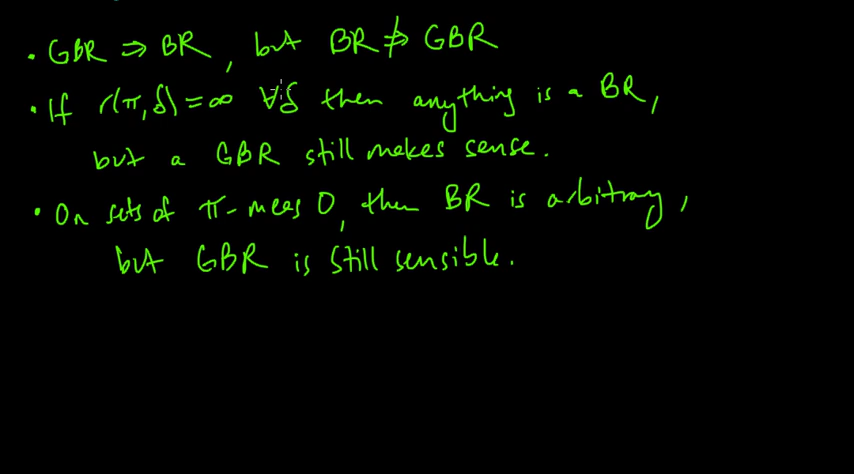 • GBR ⇒ BR, but BR ⇏ GBR
• If r(π,δ) = ∞ ∀δ then anything is a BR,
but a GBR still makes sense.
• On sets of π-meas 0, then BR is arbitray,
but GBR is still sensible.